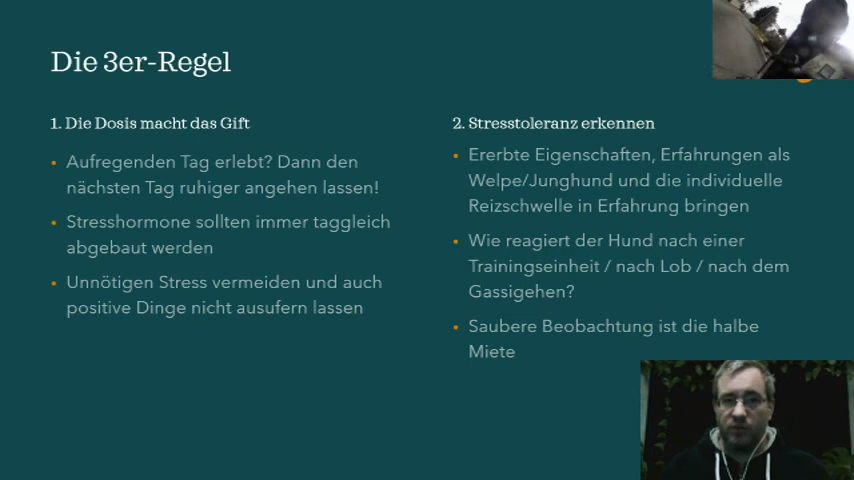 Die 3er-Regel
1. Die Dosis macht das Gift
• Aufregenden Tag erlebt? Dann den
nächsten Tag ruhiger angehen lassen!
• Stresshormone sollten immer taggleich
abgebaut werden
• Unnötigen Stress vermeiden und auch
positive Dinge nicht ausufern lassen
2. Stresstoleranz erkennen
• Ererbte Eigenschaften, Erfahrungen als
Welpe/Junghund und die individuelle
Reizschwelle in Erfahrung bringen
• Wie reagiert der Hund nach einer
Trainingseinheit / nach Lob / nach dem
Gassigehen?
• Saubere Beobachtung ist die halbe
Miete